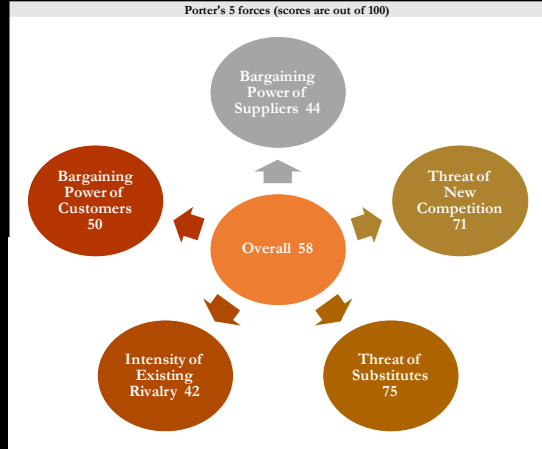 Porter's 5 forces (scores are out of 100)
Bargaining
Power of
Suppliers 44
Bargaining
Power of
Customers
50
Threat of
New
Competition
71
Overall 58
Intensity of
Existing
Rivalry 42
Threat of
Substitutes
75